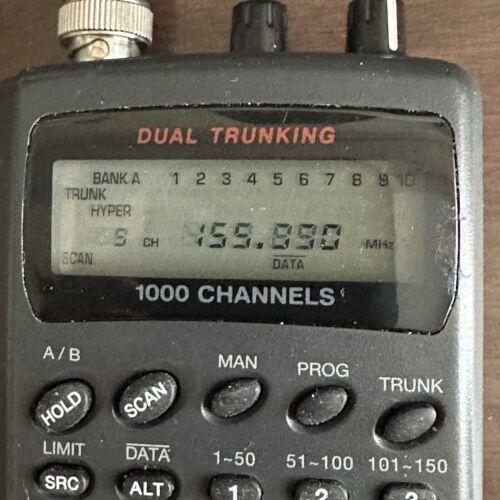 DUAL TRUNKING
BANK A 1 2 3 4 5 6 7 8 9 10
TRUNK
HYPER
CH 155.890 MHz
SCAN DATA
1000 CHANNELS
A/B MAN PROG TRUNK
HOLD SCAN
LIMIT DATA 1~50 51~100 101~150
SRC ALT 1 2 3